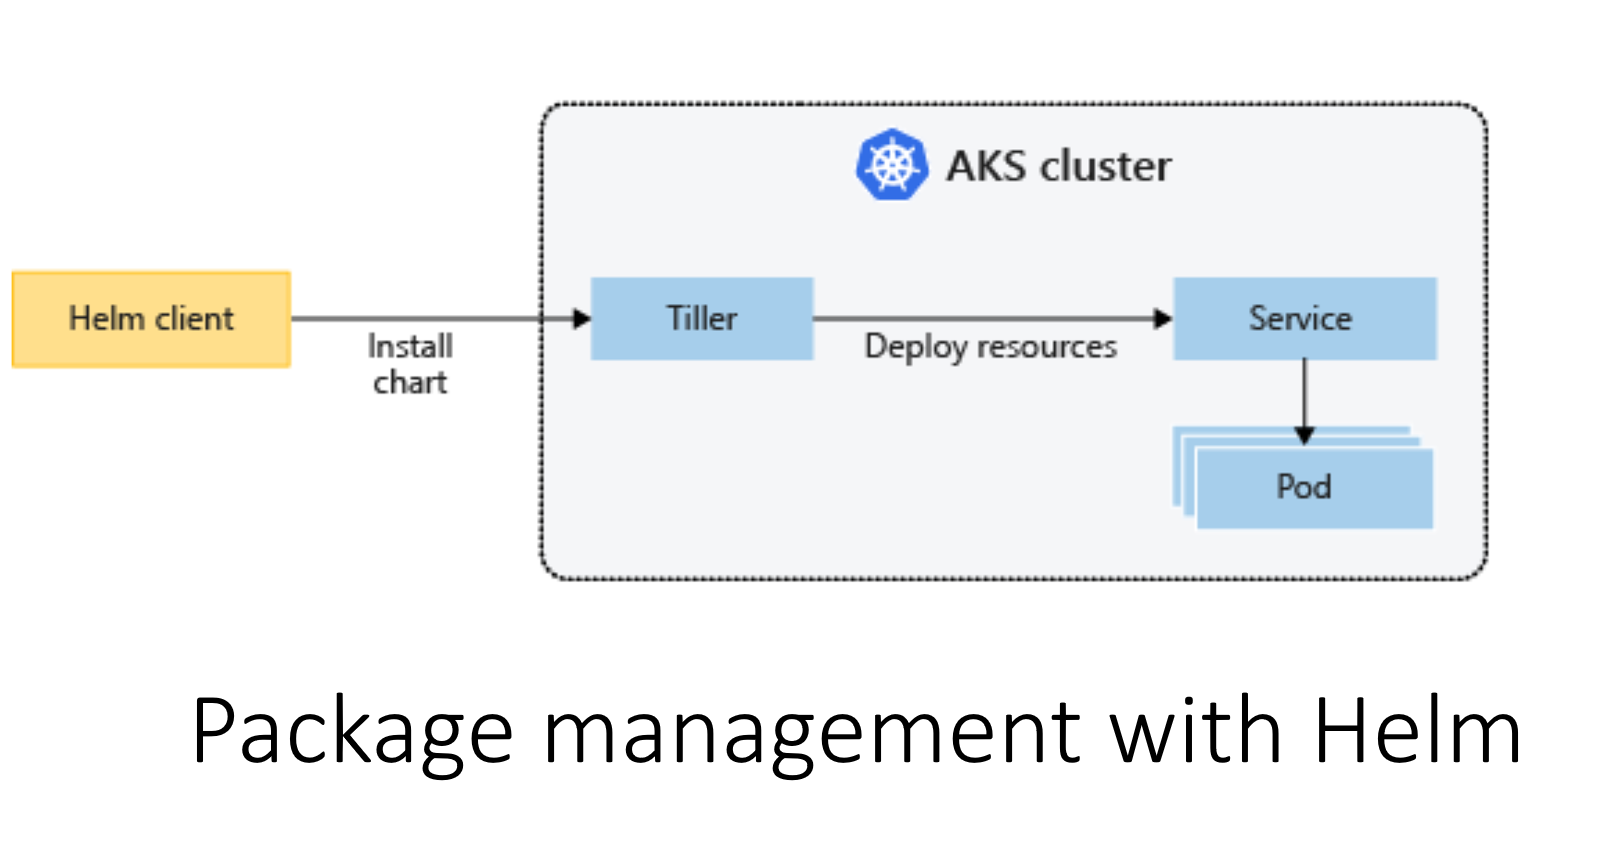 AKS cluster
Helm client
Install
chart
Tiller
Deploy resources
Service
Pod
Package management with Helm